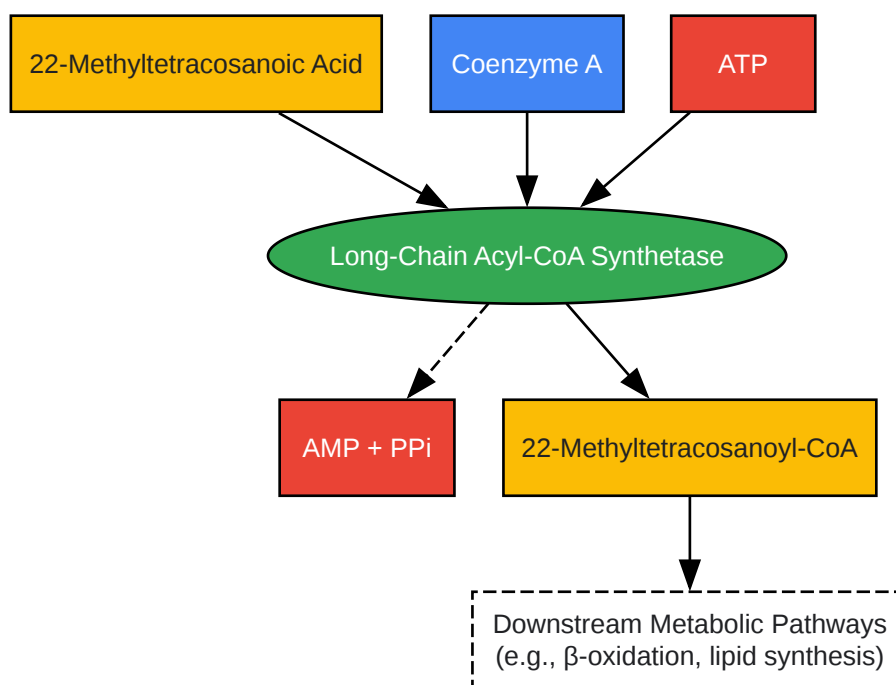 22-Methyltetracosanoic Acid
Coenzyme A
ATP
Long-Chain Acyl-CoA Synthetase
AMP + PPi
22-Methyltetracosanoyl-CoA
Downstream Metabolic Pathways
(e.g., β-oxidation, lipid synthesis)